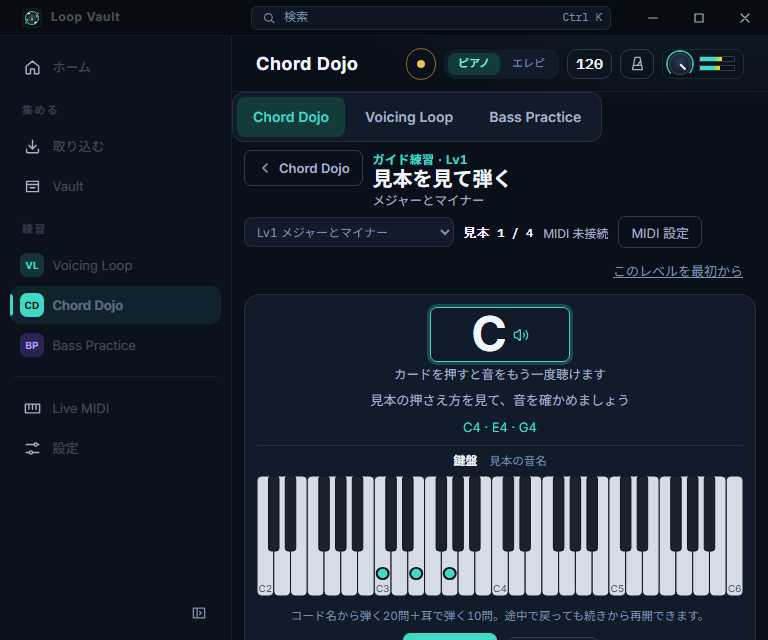 Loop Vault
検索
Ctrl K
ホーム
集める
取り込む
Vault
練習
VL Voicing Loop
CD Chord Dojo
BP Bass Practice
Live MIDI
設定
Chord Dojo
ピアノ
エレピ
120
Chord Dojo
Voicing Loop
Bass Practice
Chord Dojo
ガイド練習 · Lv1
見本を見て弾く
メジャーとマイナー
Lv1 メジャーとマイナー
見本 1 / 4
MIDI 未接続
MIDI 設定
このレベルを最初から
C
カードを押すと音をもう一度聴けます
見本の押さえ方を見て、音を確かめましょう
C4 · E4 · G4
鍵盤 見本の音名
C2
C3
C4
C5
C6
コード名から弾く20問＋耳で弾く10問。途中で戻っても続きから再開できます。